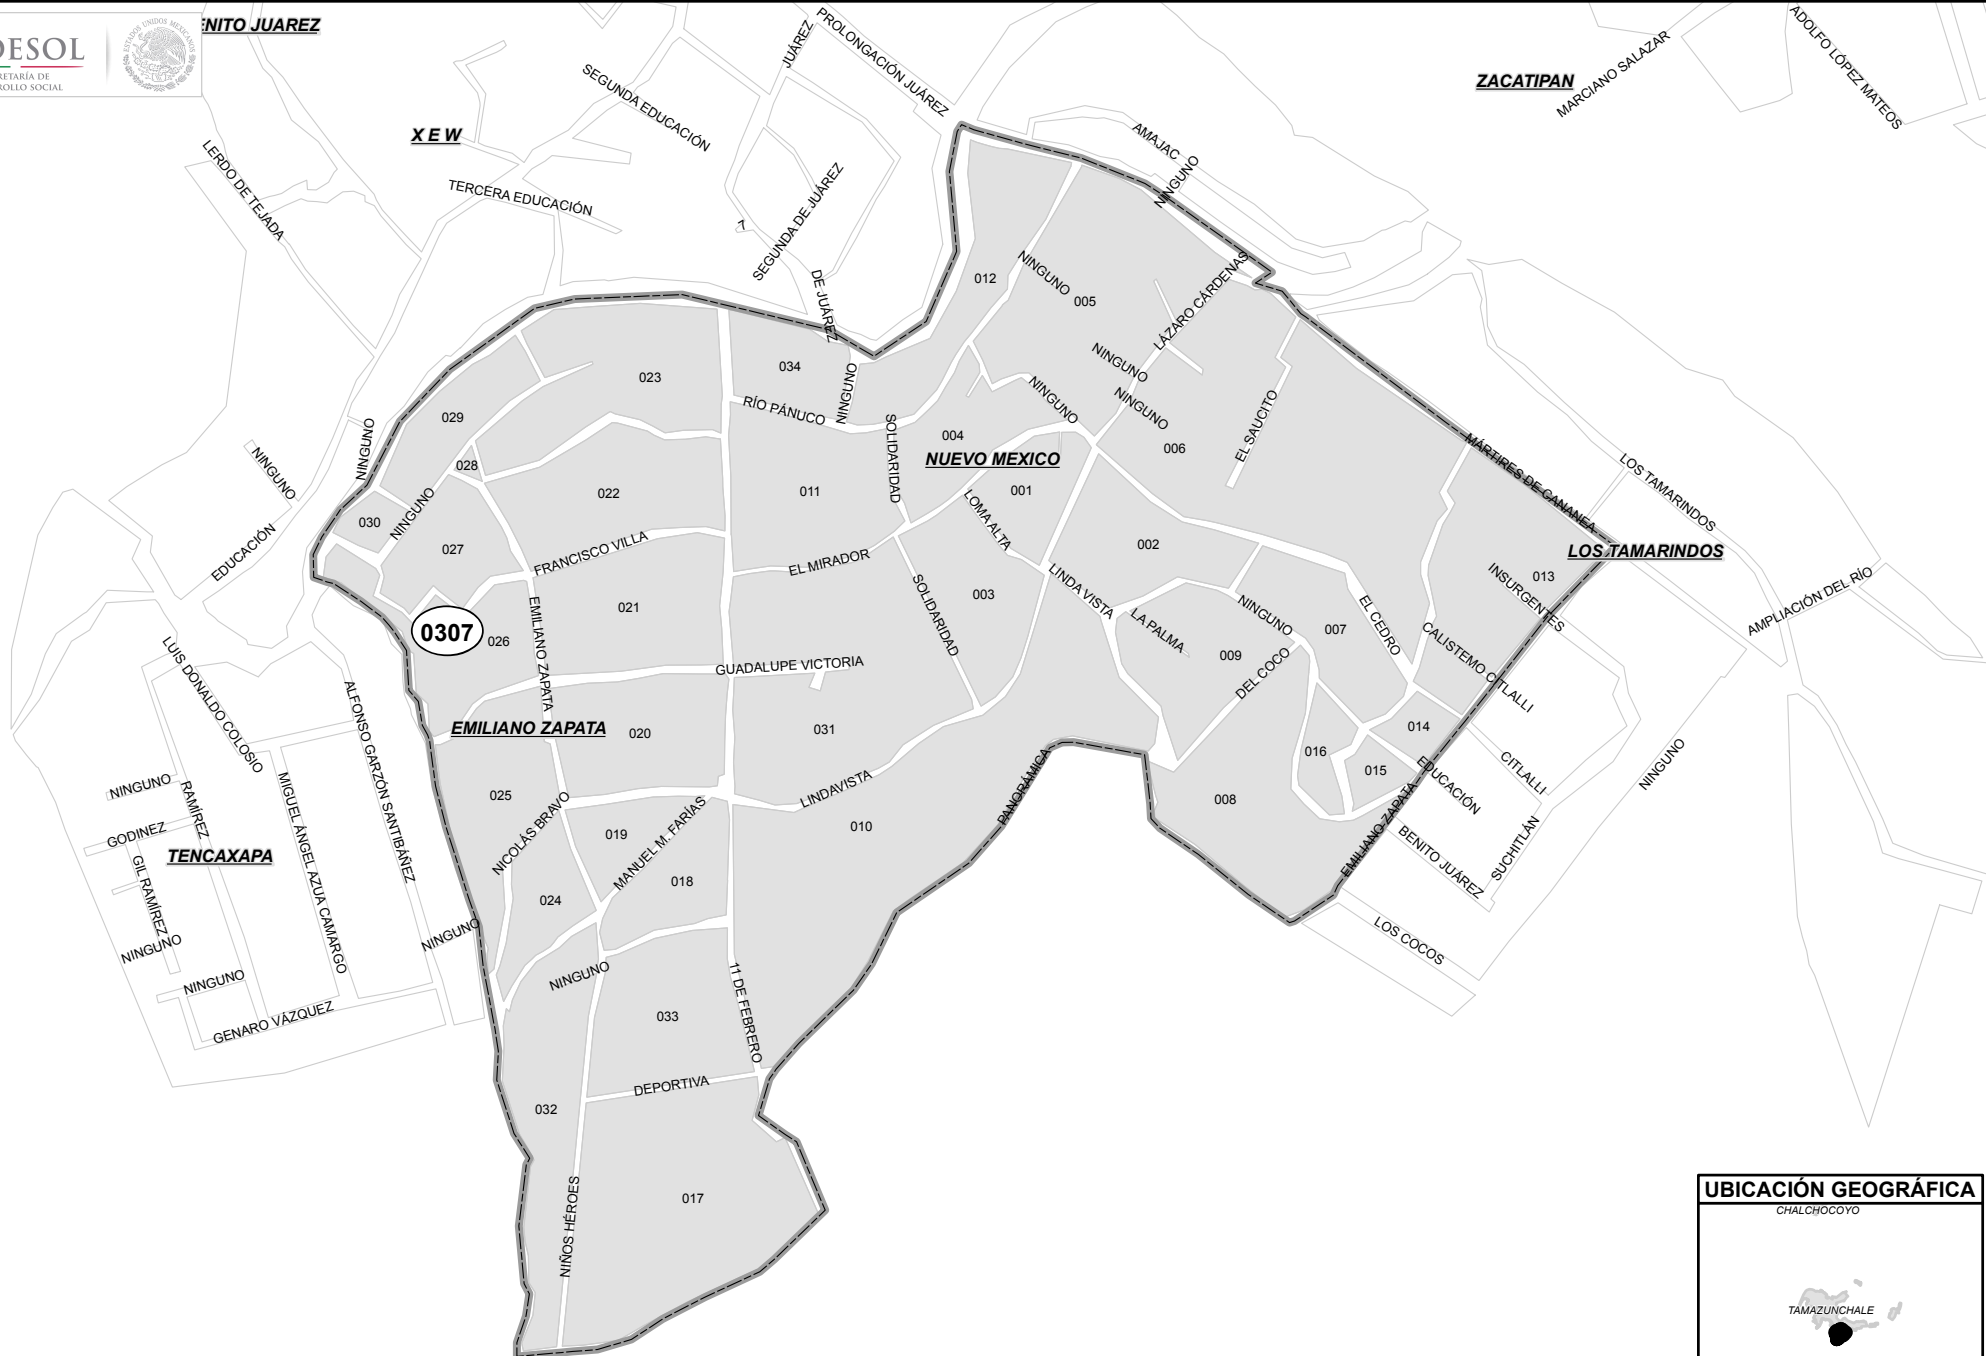 ENITO JUAREZ
DESOL
RETARÍA DE
ROLLO SOCIAL
ESTADOS UNIDOS MEXICANOS
X E W
ZACATIPAN
MARCIANO SALAZAR
ADOLFO LÓPEZ MATEOS
PROLONGACIÓN JUÁREZ
JUÁREZ
SEGUNDA EDUCACIÓN
LERDO DE TEJADA
TERCERA EDUCACIÓN
7
SEGUNDA DE JUÁREZ
DE JUÁREZ
AMAJAC
NINGUNO
012
NINGUNO
005
LÁZARO CÁRDENAS
NINGUNO
NINGUNO
NINGUNO
023
034
RÍO PÁNUCO
NINGUNO
029
028
NINGUNO
NINGUNO
NINGUNO
SOLIDARIDAD
004
NUEVO MEXICO
006
EL SAUCITO
MÁRTIRES DE CANANEA
LOS TAMARINDOS
022
011
001
LOMA ALTA
030
027
EDUCACIÓN
FRANCISCO VILLA
EL MIRADOR
002
LOS TAMARINDOS
013
INSURGENTES
AMPLIACIÓN DEL RÍO
021
SOLIDARIDAD
003
LINDA VISTA
LA PALMA
NINGUNO
007
EL CEDRO
CALISTEMO CITLALLI
0307
026
EMILIANO ZAPATA
GUADALUPE VICTORIA
009
DEL COCO
LUIS DONALDO COLOSIO
ALFONSO GARZÓN SANTIBÁÑEZ
EMILIANO ZAPATA
020
031
016
014
015
EDUCACIÓN
CITLALLI
NINGUNO
NINGUNO
RAMÍREZ
MIGUEL ÁNGEL AZUA CAMARGO
025
NICOLÁS BRAVO
019
MANUEL M. FARÍAS
LINDAVISTA
010
PANORÁMICA
008
EMILIANO ZAPATA
BENITO JUÁREZ
SUCHITLÁN
GODINEZ
TENCAXAPA
GIL RAMÍREZ
NINGUNO
NINGUNO
NINGUNO
GENARO VÁZQUEZ
024
018
NINGUNO
11 DE FEBRERO
LOS COCOS
033
DEPORTIVA
032
017
NIÑOS HÉROES
UBICACIÓN GEOGRÁFICA
CHALCHOCOYO
TAMAZUNCHALE